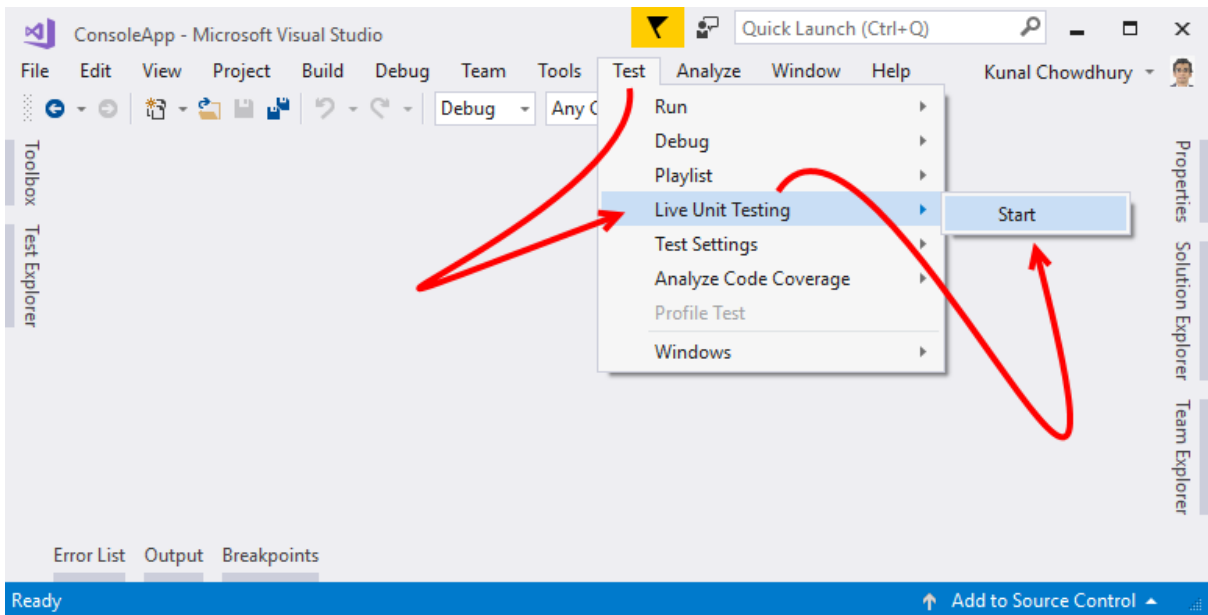 ConsoleApp - Microsoft Visual Studio
Quick Launch (Ctrl+Q)
File Edit View Project Build Debug Team Tools Test Analyze Window Help Kunal Chowdhury
Debug Any
Toolbox
Test Explorer
Run
Debug
Playlist
Live Unit Testing
Start
Test Settings
Analyze Code Coverage
Profile Test
Windows
Properties
Solution Explorer
Team Explorer
Error List Output Breakpoints
Ready Add to Source Control